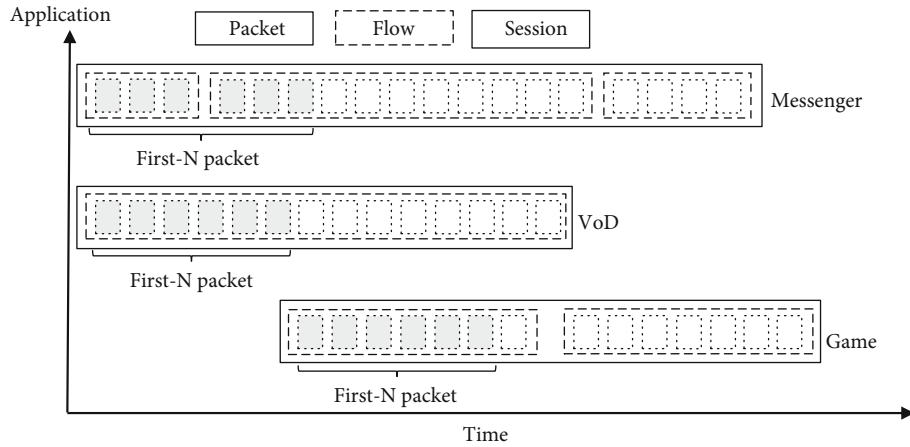 Application
Packet
Flow
Session
Messenger
First-N packet
VoD
First-N packet
Game
First-N packet
Time